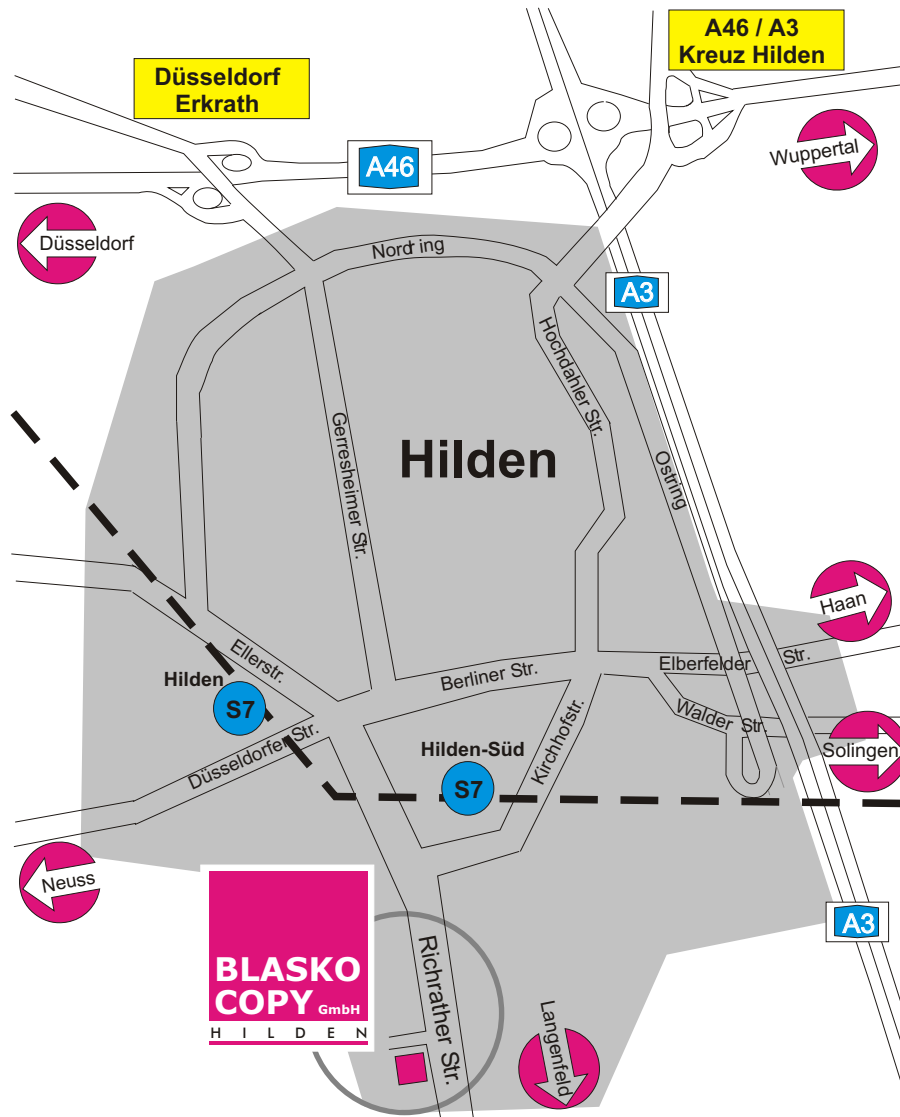 A46 / A3
Kreuz Hilden
Düsseldorf
Erkrath
A46
Wuppertal
Düsseldorf
Nordring
A3
Hochdahler Str.
Gerresheimer Str.
Hilden
Ostring
Haan
Ellerstr.
Hilden
S7
Berliner Str.
Elberfelder Str.
Walder Str.
Kirchhofstr.
Düsseldorfer Str.
Hilden-Süd
S7
Solingen
Neuss
A3
BLASKO
COPY GmbH
HILDEN
Richrather Str.
Langenfeld